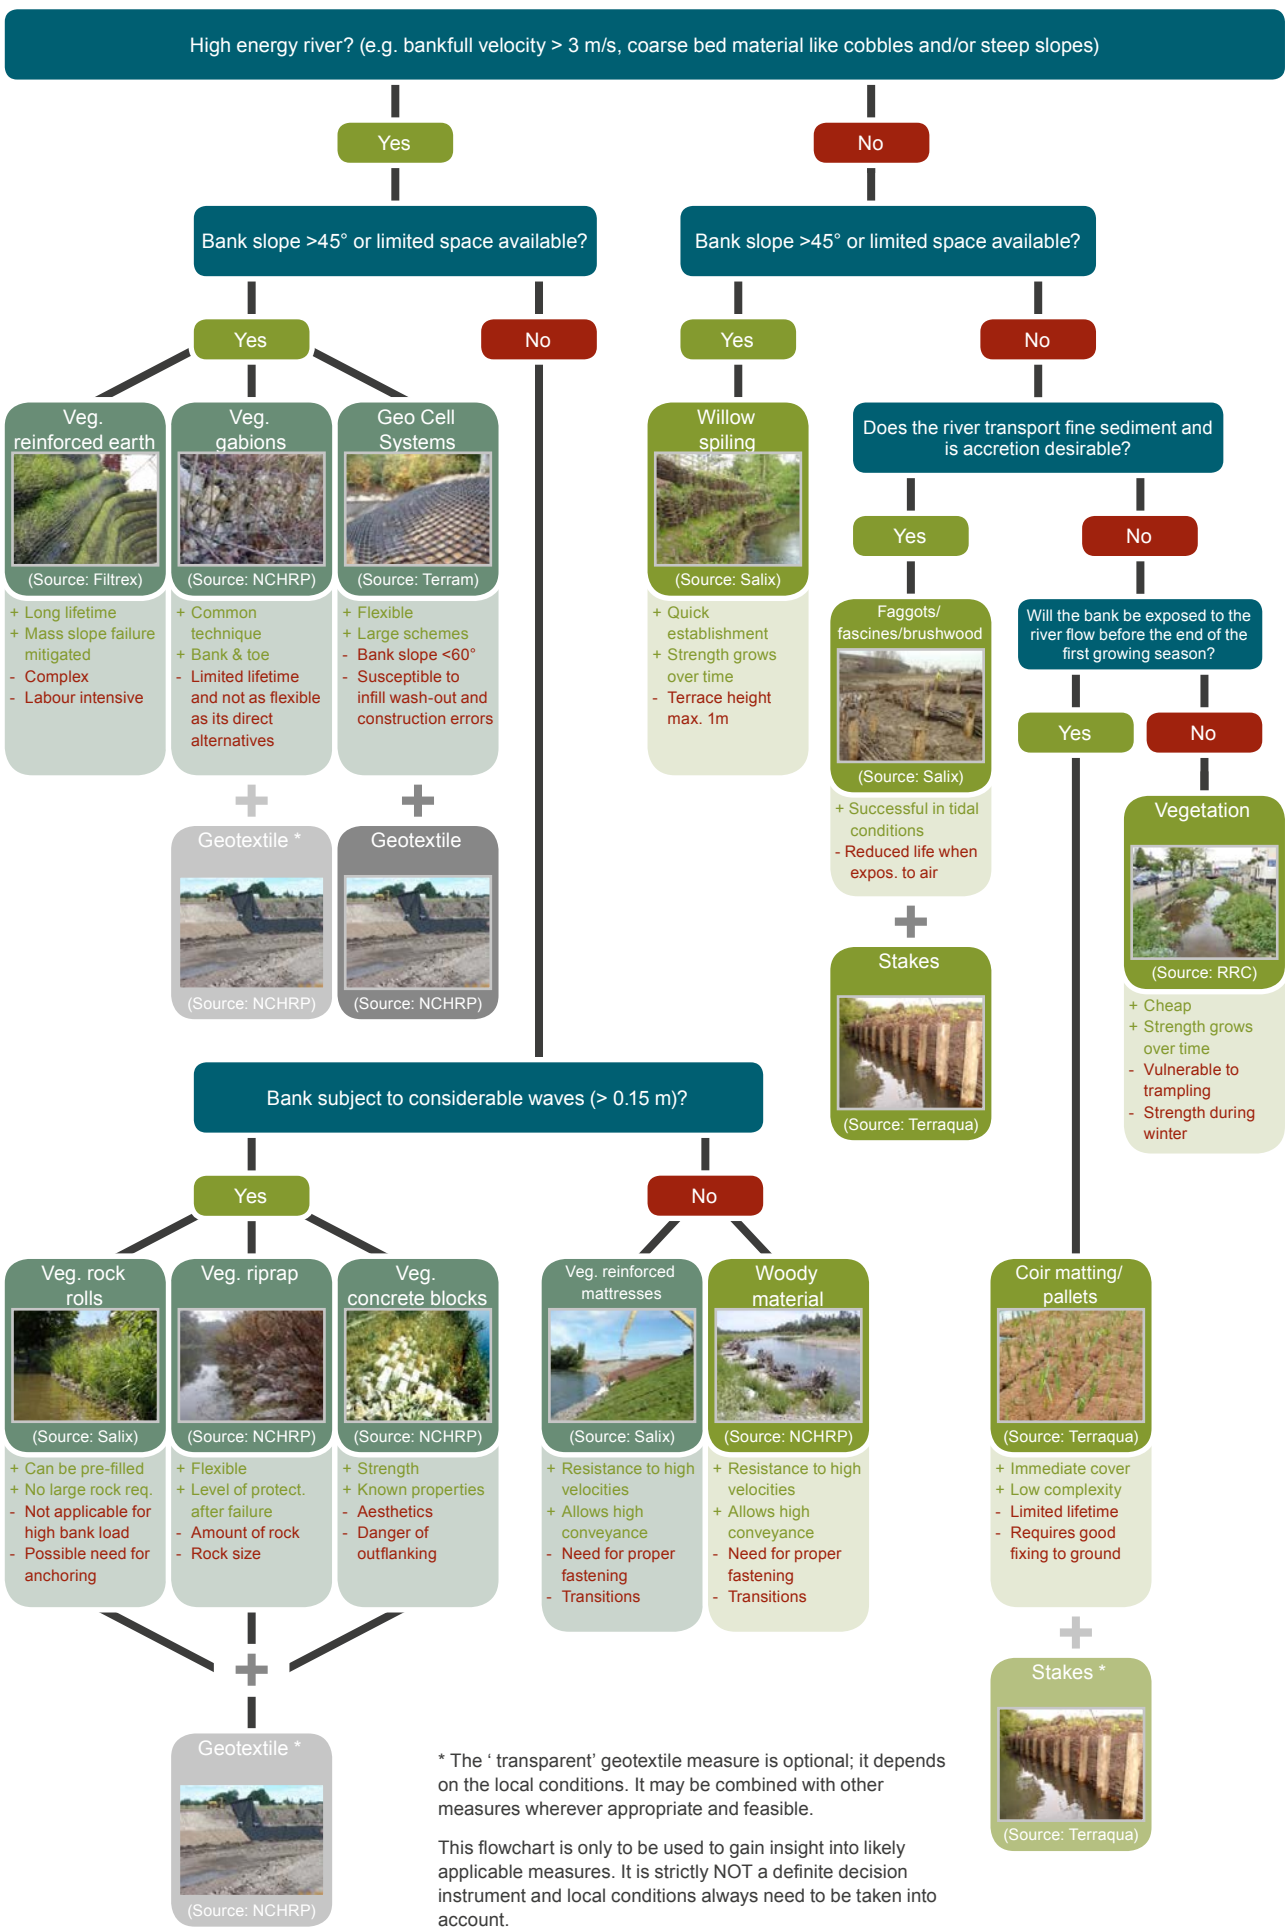 High energy river? (e.g. bankfull velocity > 3 m/s, coarse bed material like cobbles and/or steep slopes)
Yes
No
Bank slope >45° or limited space available?
Bank slope >45° or limited space available?
Yes
No
Yes
No
Veg.
reinforced earth
(Source: Filtrex)
+ Long lifetime
+ Mass slope failure
mitigated
- Complex
- Labour intensive
Veg.
gabions
(Source: NCHRP)
+ Common
technique
+ Bank & toe
- Limited lifetime
and not as flexible
as its direct
alternatives
Geo Cell
Systems
(Source: Terram)
+ Flexible
+ Large schemes
- Bank slope <60°
- Susceptible to
infill wash-out and
construction errors
Willow
spiling
(Source: Salix)
+ Quick
establishment
+ Strength grows
over time
- Terrace height
max. 1m
Does the river transport fine sediment and
is accretion desirable?
Yes
No
Faggots/
fascines/brushwood
(Source: Salix)
+ Successful in tidal
conditions
- Reduced life when
expos. to air
Will the bank be exposed to the
river flow before the end of the
first growing season?
Yes
No
+
Geotextile *
(Source: NCHRP)
+
Geotextile
(Source: NCHRP)
+
Stakes
(Source: Terraqua)
Vegetation
(Source: RRC)
+ Cheap
+ Strength grows
over time
- Vulnerable to
trampling
- Strength during
winter
Bank subject to considerable waves (> 0.15 m)?
Yes
No
Veg. rock
rolls
(Source: Salix)
+ Can be pre-filled
+ No large rock req.
- Not applicable for
high bank load
- Possible need for
anchoring
Veg. riprap
(Source: NCHRP)
+ Flexible
+ Level of protect.
after failure
- Amount of rock
- Rock size
Veg.
concrete blocks
(Source: NCHRP)
+ Strength
+ Known properties
- Aesthetics
- Danger of
outflanking
Veg. reinforced
mattresses
(Source: Salix)
+ Resistance to high
velocities
+ Allows high
conveyance
- Need for proper
fastening
- Transitions
Woody
material
(Source: NCHRP)
+ Resistance to high
velocities
+ Allows high
conveyance
- Need for proper
fastening
- Transitions
Coir matting/
pallets
(Source: Terraqua)
+ Immediate cover
+ Low complexity
- Limited lifetime
- Requires good
fixing to ground
+
Geotextile *
(Source: NCHRP)
+
Stakes *
(Source: Terraqua)
* The ‘ transparent’ geotextile measure is optional; it depends
on the local conditions. It may be combined with other
measures wherever appropriate and feasible.
This flowchart is only to be used to gain insight into likely
applicable measures. It is strictly NOT a definite decision
instrument and local conditions always need to be taken into
account.